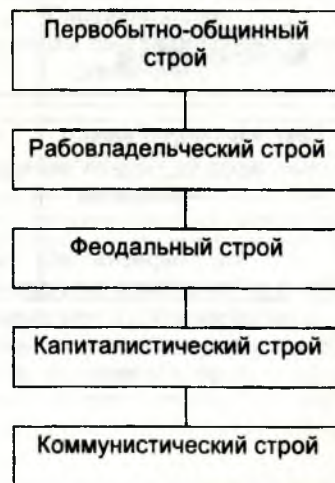 Первобытно-общинный
строй
Рабовладельческий строй
Феодальный строй
Капиталистический строй
Коммунистический строй